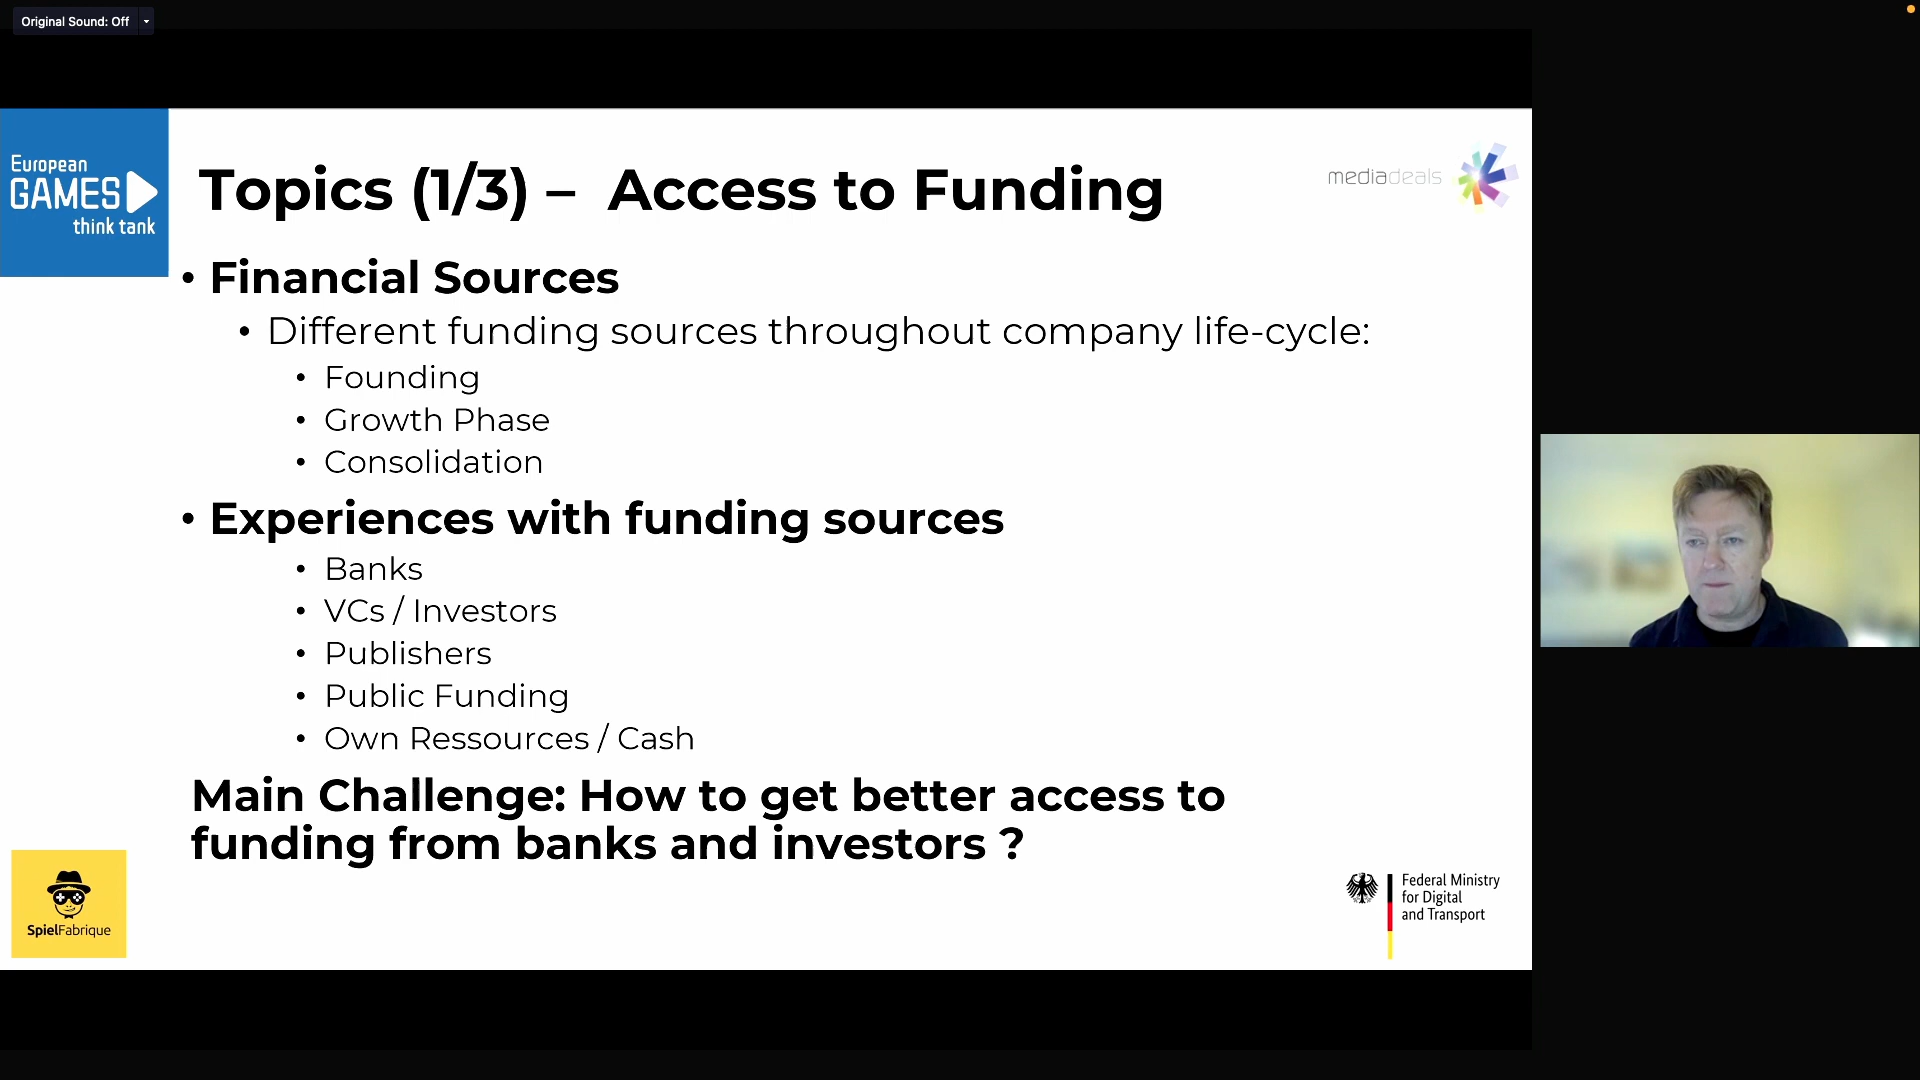 Original Sound: Off
European
GAMES
think tank
Topics (1/3) – Access to Funding
mediadeals
• Financial Sources
• Different funding sources throughout company life-cycle:
• Founding
• Growth Phase
• Consolidation
• Experiences with funding sources
• Banks
• VCs / Investors
• Publishers
• Public Funding
• Own Ressources / Cash
Main Challenge: How to get better access to
funding from banks and investors ?
SpielFabrique
Federal Ministry
for Digital
and Transport